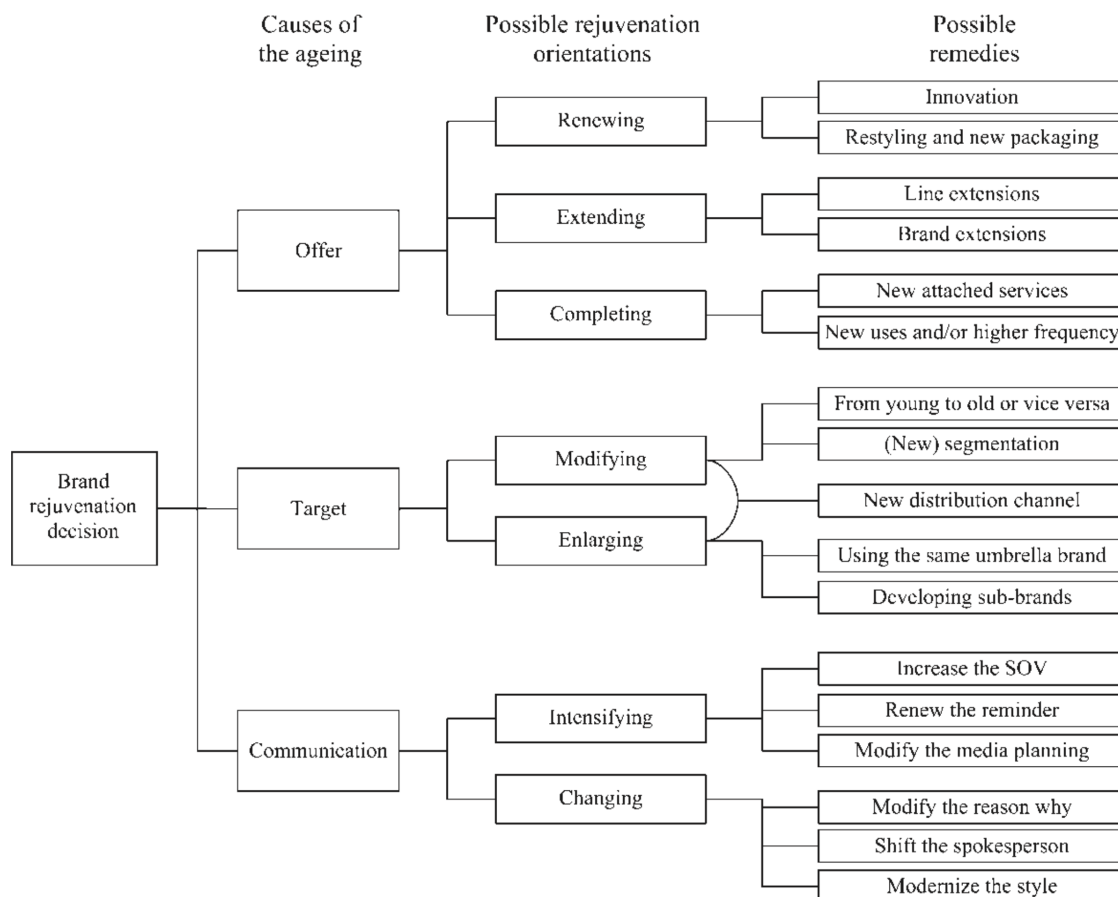 Causes of
the ageing
Possible rejuvenation
orientations
Possible
remedies
Brand
rejuvenation
decision
Offer
Renewing
Innovation
Restyling and new packaging
Extending
Line extensions
Brand extensions
Completing
New attached services
New uses and/or higher frequency
Target
Modifying
From young to old or vice versa
(New) segmentation
New distribution channel
Enlarging
Using the same umbrella brand
Developing sub-brands
Communication
Intensifying
Increase the SOV
Renew the reminder
Modify the media planning
Changing
Modify the reason why
Shift the spokesperson
Modernize the style